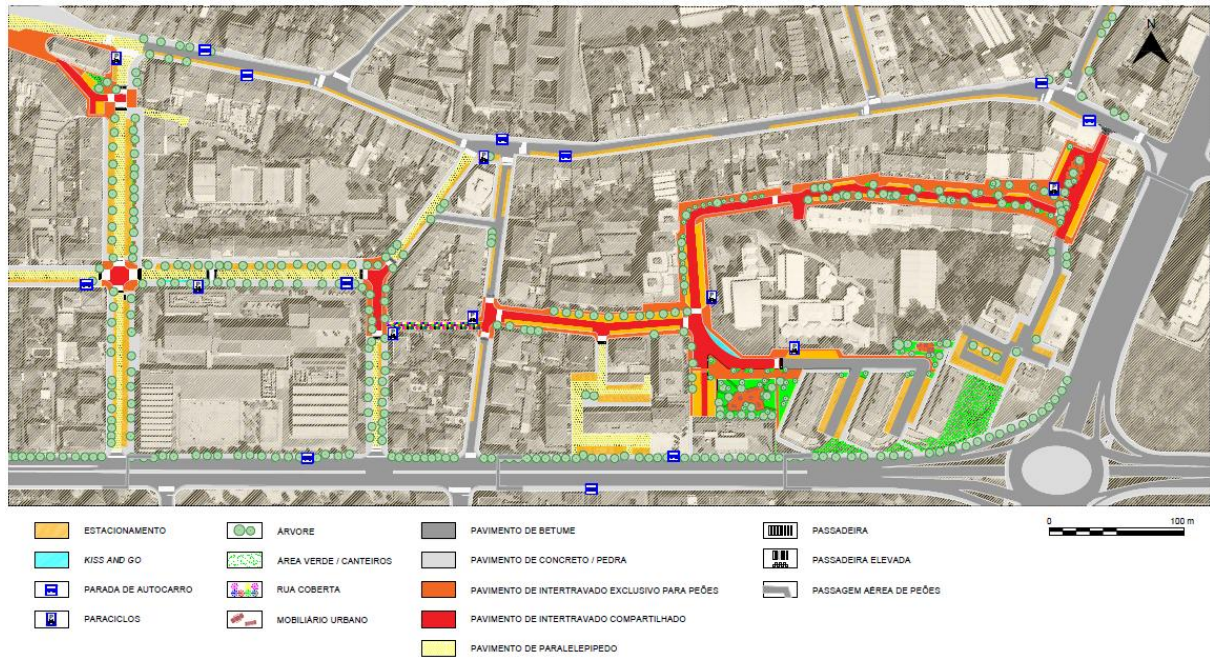 N
ESTACIONAMENTO
KISS AND GO
PARADA DE AUTOCARRO
PARACICLOS
ÁRVORE
ÁREA VERDE / CANTEIROS
RUA COBERTA
MOBILIÁRIO URBANO
PAVIMENTO DE BETUME
PAVIMENTO DE CONCRETO / PEDRA
PAVIMENTO DE INTERTRAVADO EXCLUSIVO PARA PEÕES
PAVIMENTO DE INTERTRAVADO COMPARTILHADO
PAVIMENTO DE PARALELEPIPEDO
PASSADEIRA
PASSADEIRA ELEVADA
PASSAGEM AÉREA DE PEÕES
0 100 m